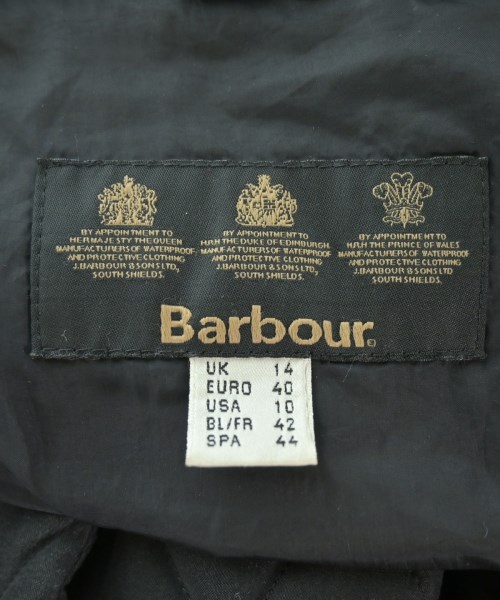 BY APPOINTMENT TO
HER MAJESTY THE QUEEN
MANUFACTURERS OF WATERPROOF
AND PROTECTIVE CLOTHING
J.BARBOUR & SONS LTD,
SOUTH SHIELDS.
BY APPOINTMENT TO
H.R.H. THE DUKE OF EDINBURGH
MANUFACTURERS OF WATERPROOF
AND PROTECTIVE CLOTHING
J.BARBOUR & SONS LTD,
SOUTH SHIELDS.
BY APPOINTMENT TO
H.R.H. THE PRINCE OF WALES
MANUFACTURERS OF WATERPROOF
AND PROTECTIVE CLOTHING
J.BARBOUR & SONS LTD,
SOUTH SHIELDS.
Barbour®
UK 14
EURO 40
USA 10
BL/FR 42
SPA 44